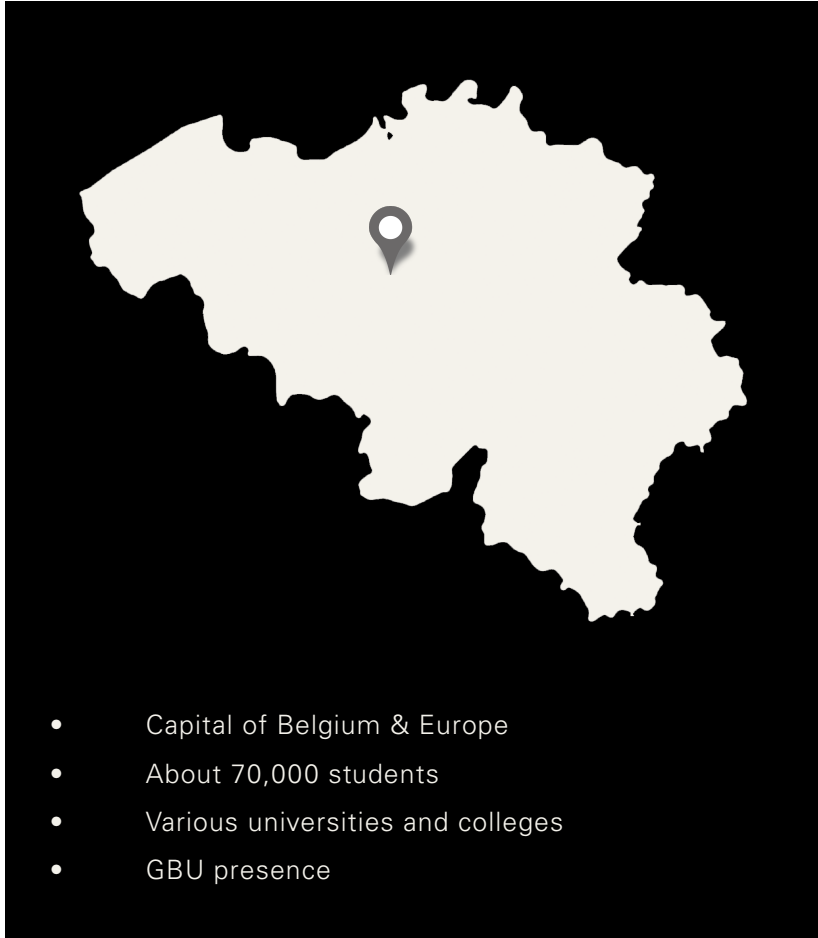 • Capital of Belgium & Europe
• About 70,000 students
• Various universities and colleges
• GBU presence